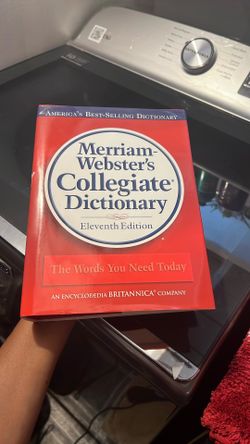 AMERICA'S BEST-SELLING DICTIONARY
Merriam-
Webster's
Collegiate®
Dictionary
Eleventh Edition
The Words You Need Today
AN ENCYCLOPÆDIA BRITANNICA® COMPANY